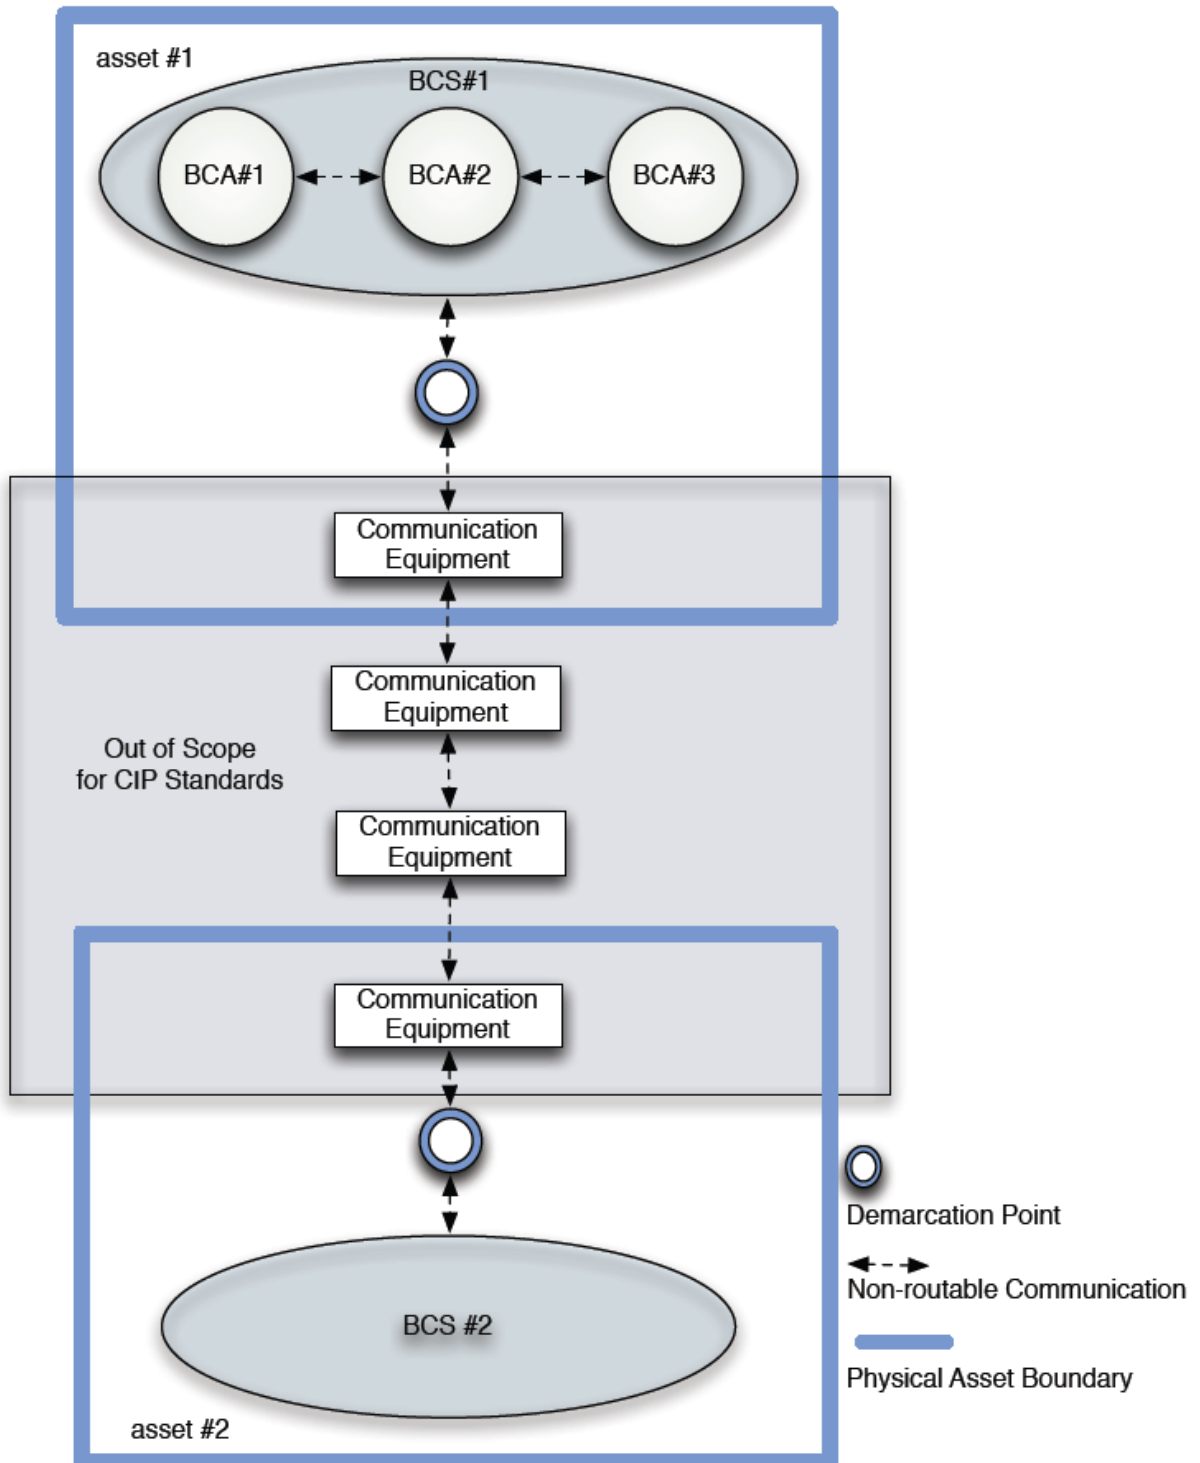 asset #1
BCS#1
BCA#1
BCA#2
BCA#3
Communication
Equipment
Communication
Equipment
Out of Scope
for CIP Standards
Communication
Equipment
Communication
Equipment
Demarcation Point
Non-routable Communication
BCS #2
Physical Asset Boundary
asset #2